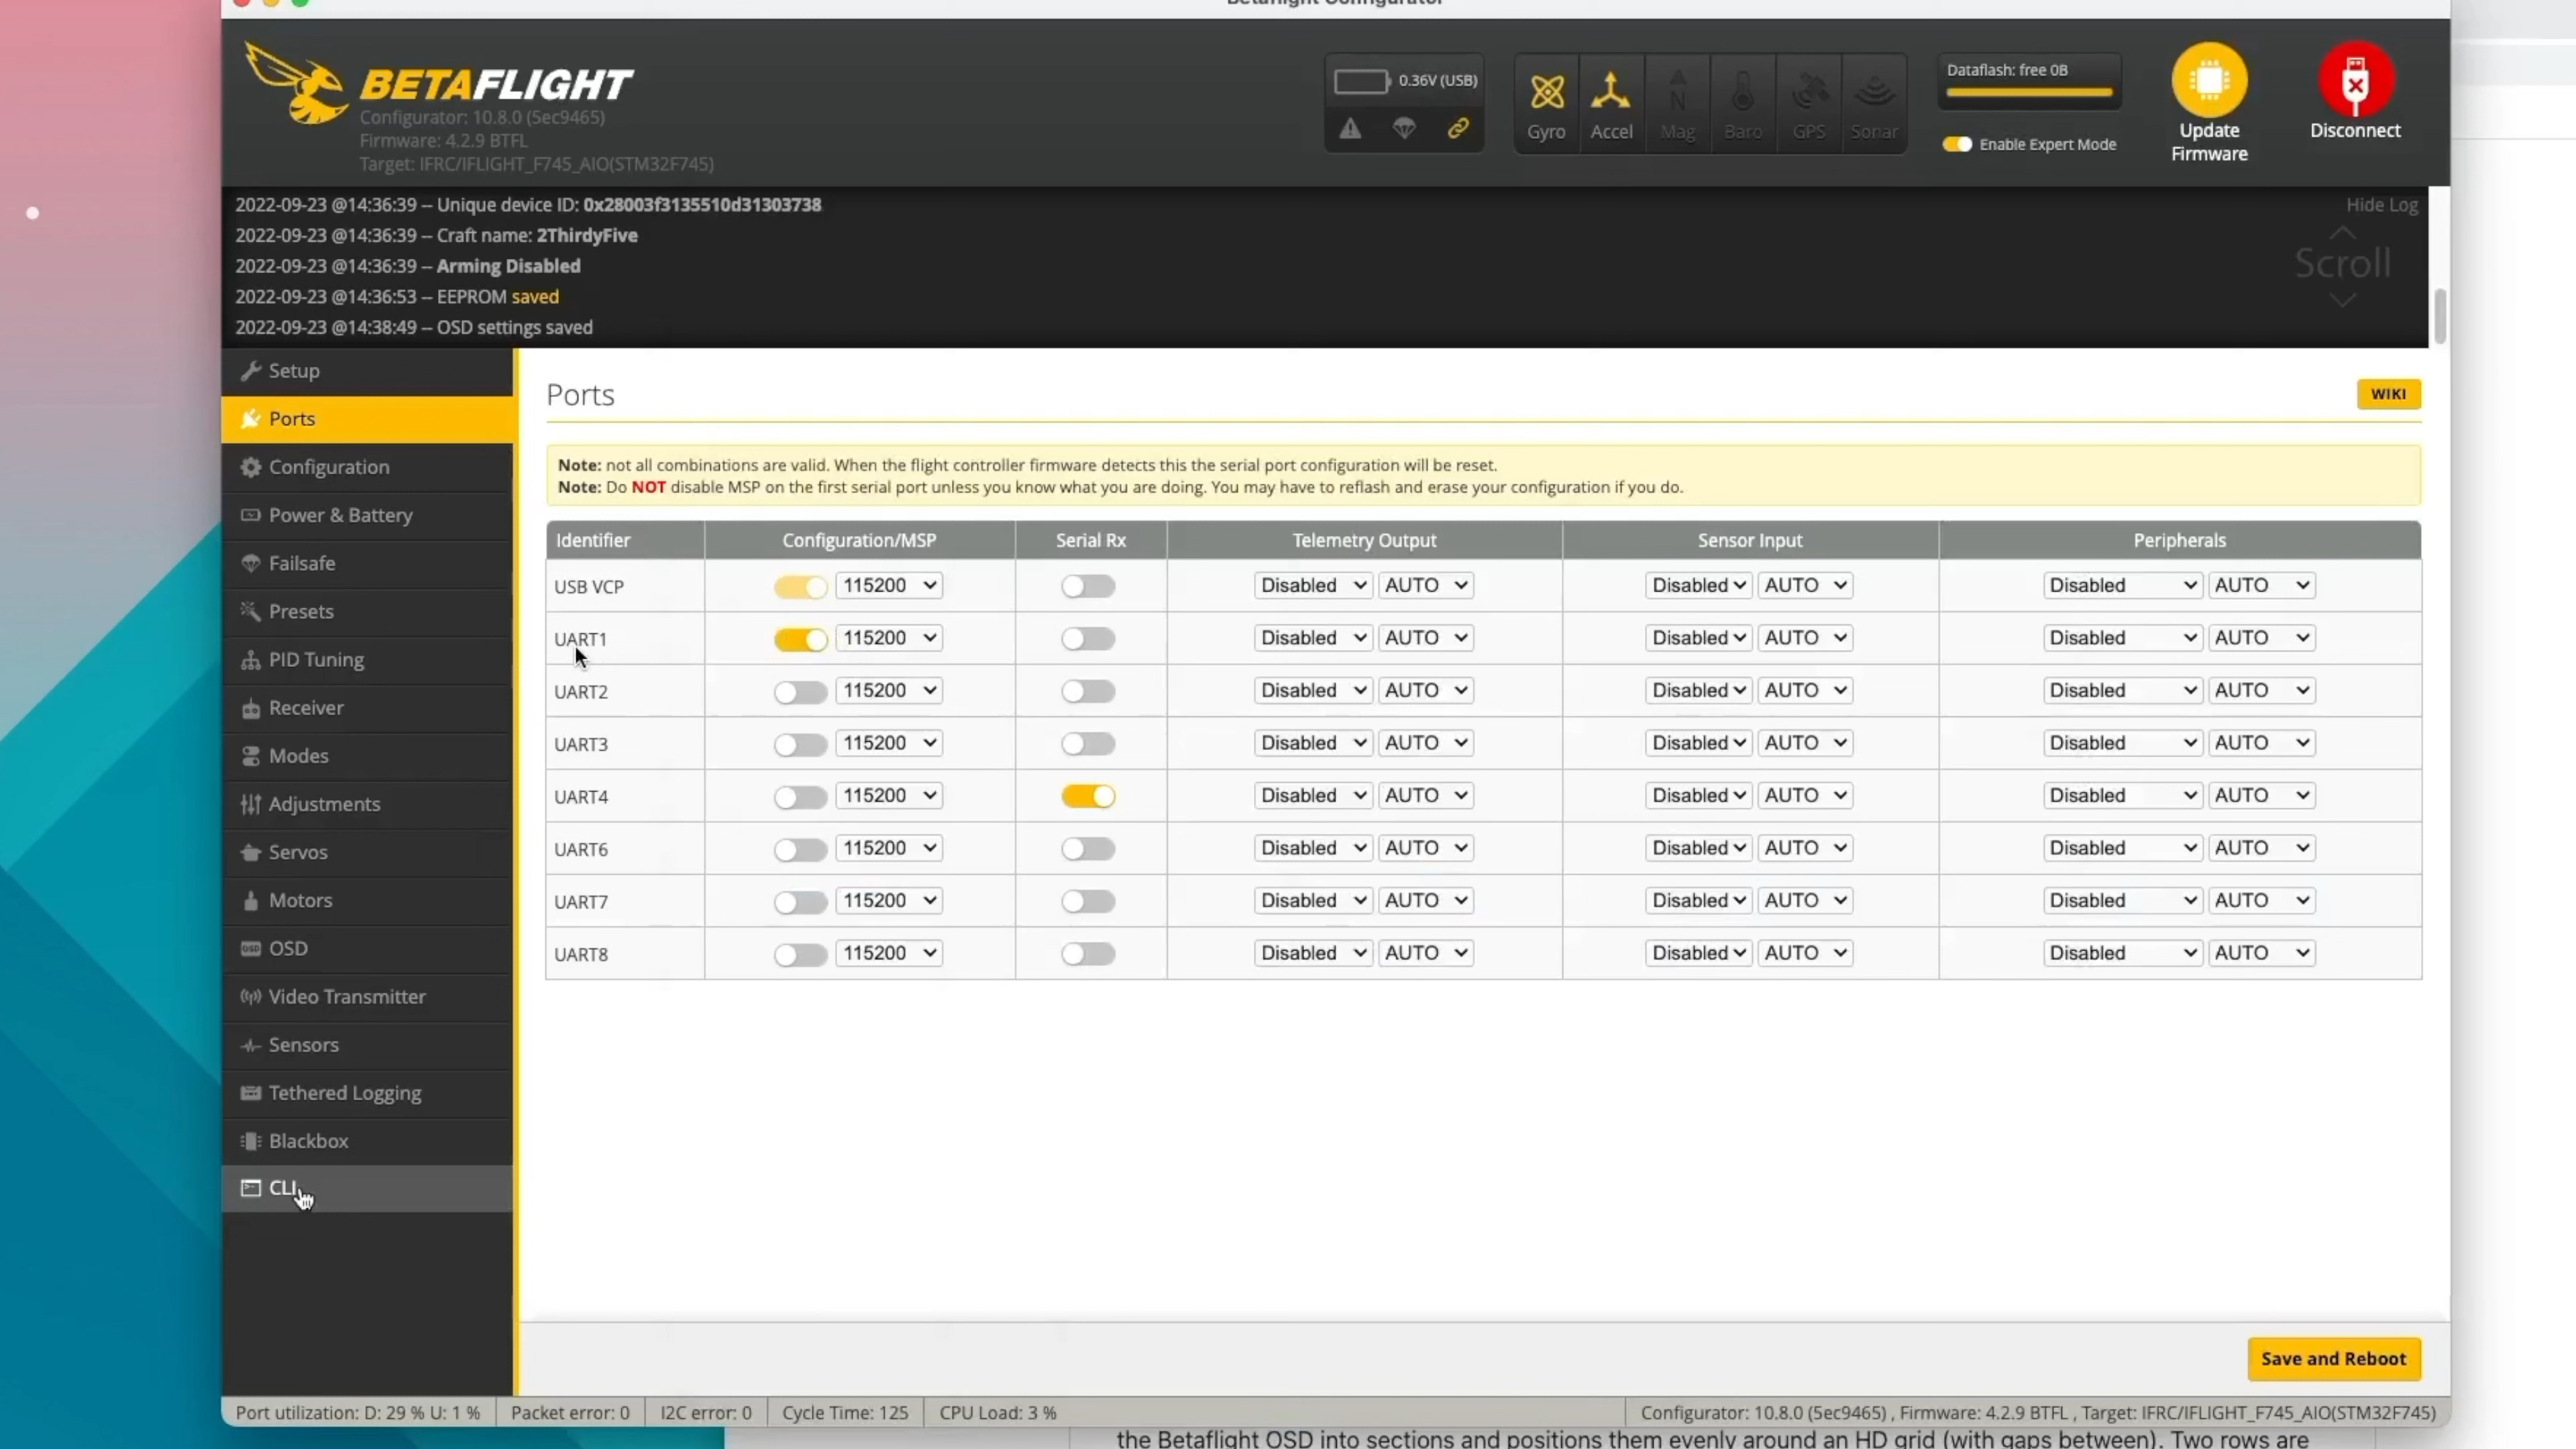 Betaflight Configurator
BETAFLIGHT
Configurator: 10.8.0 (5ec9465)
Firmware: 4.2.9 BTFL
Target: IFRC/IFLIGHT_F745_AIO(STM32F745)
0.36V (USB)
Gyro Accel Mag Baro GPS Sonar
Dataflash: free 0B
Enable Expert Mode
Update
Firmware
Disconnect
2022-09-23 @14:36:39 -- Unique device ID: 0x28003f3135510d31303738
2022-09-23 @14:36:39 -- Craft name: 2ThirdyFive
2022-09-23 @14:36:39 -- Arming Disabled
2022-09-23 @14:36:53 -- EEPROM saved
2022-09-23 @14:38:49 -- OSD settings saved
Hide Log
Scroll
Setup
Ports
Configuration
Power & Battery
Failsafe
Presets
PID Tuning
Receiver
Modes
Adjustments
Servos
Motors
OSD
Video Transmitter
Sensors
Tethered Logging
Blackbox
CLI
Ports
WIKI
Note: not all combinations are valid. When the flight controller firmware detects this the serial port configuration will be reset.
Note: Do NOT disable MSP on the first serial port unless you know what you are doing. You may have to reflash and erase your configuration if you do.
Identifier Configuration/MSP Serial Rx Telemetry Output Sensor Input Peripherals
USB VCP 115200 Disabled AUTO Disabled AUTO Disabled AUTO
UART1 115200 Disabled AUTO Disabled AUTO Disabled AUTO
UART2 115200 Disabled AUTO Disabled AUTO Disabled AUTO
UART3 115200 Disabled AUTO Disabled AUTO Disabled AUTO
UART4 115200 Disabled AUTO Disabled AUTO Disabled AUTO
UART6 115200 Disabled AUTO Disabled AUTO Disabled AUTO
UART7 115200 Disabled AUTO Disabled AUTO Disabled AUTO
UART8 115200 Disabled AUTO Disabled AUTO Disabled AUTO
Save and Reboot
Port utilization: D: 29 % U: 1 % Packet error: 0 I2C error: 0 Cycle Time: 125 CPU Load: 3 %
Configurator: 10.8.0 (5ec9465) , Firmware: 4.2.9 BTFL , Target: IFRC/IFLIGHT_F745_AIO(STM32F745)
the Betaflight OSD into sections and positions them evenly around an HD grid (with gaps between). Two rows are